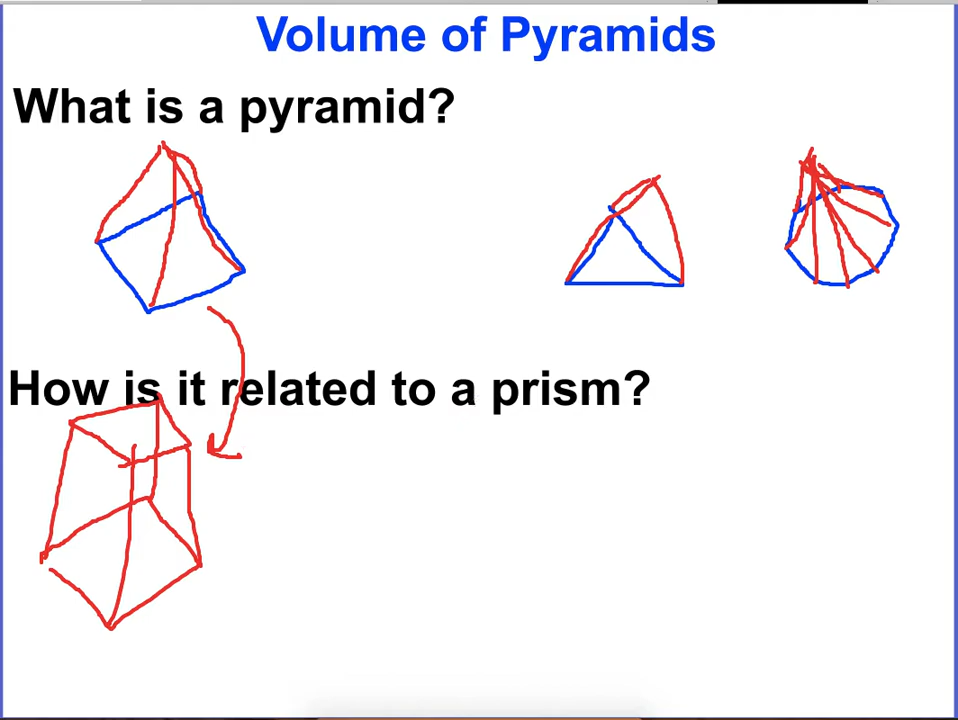 Volume of Pyramids
What is a pyramid?
How is it related to a prism?